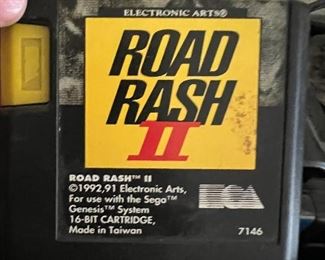 ELECTRONIC ARTS®
ROAD
RASH
II
ROAD RASH™ II
©1992,91 Electronic Arts,
For use with the Sega™
Genesis™ System
16-BIT CARTRIDGE,
Made in Taiwan
EA
7146